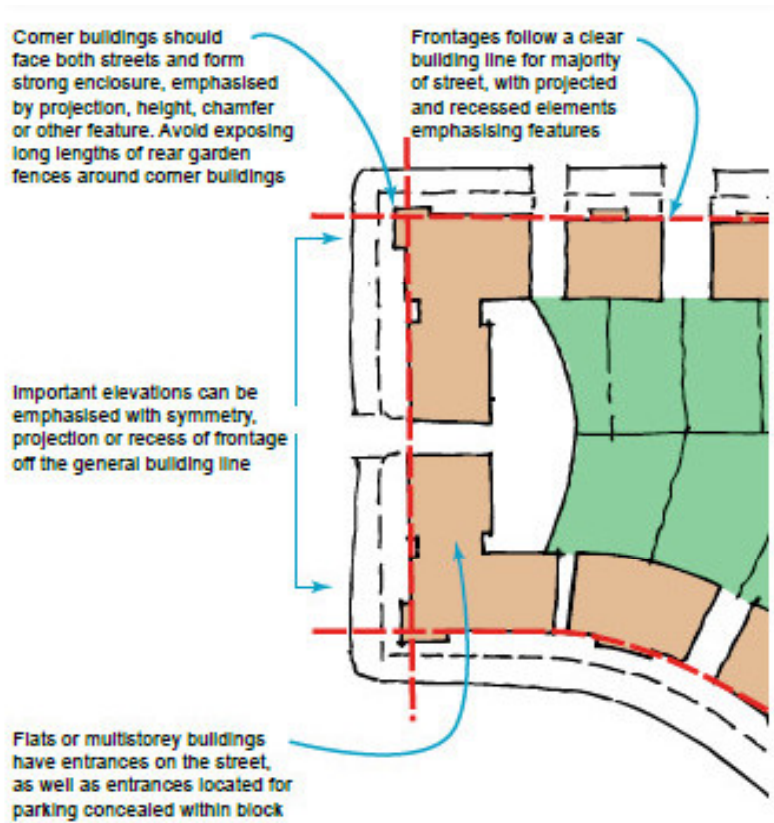 Corner buildings should
face both streets and form
strong enclosure, emphasised
by projection, height, chamfer
or other feature. Avoid exposing
long lengths of rear garden
fences around corner buildings
Frontages follow a clear
building line for majority
of street, with projected
and recessed elements
emphasising features
Important elevations can be
emphasised with symmetry,
projection or recess of frontage
off the general building line
Flats or multistorey buildings
have entrances on the street,
as well as entrances located for
parking concealed within block